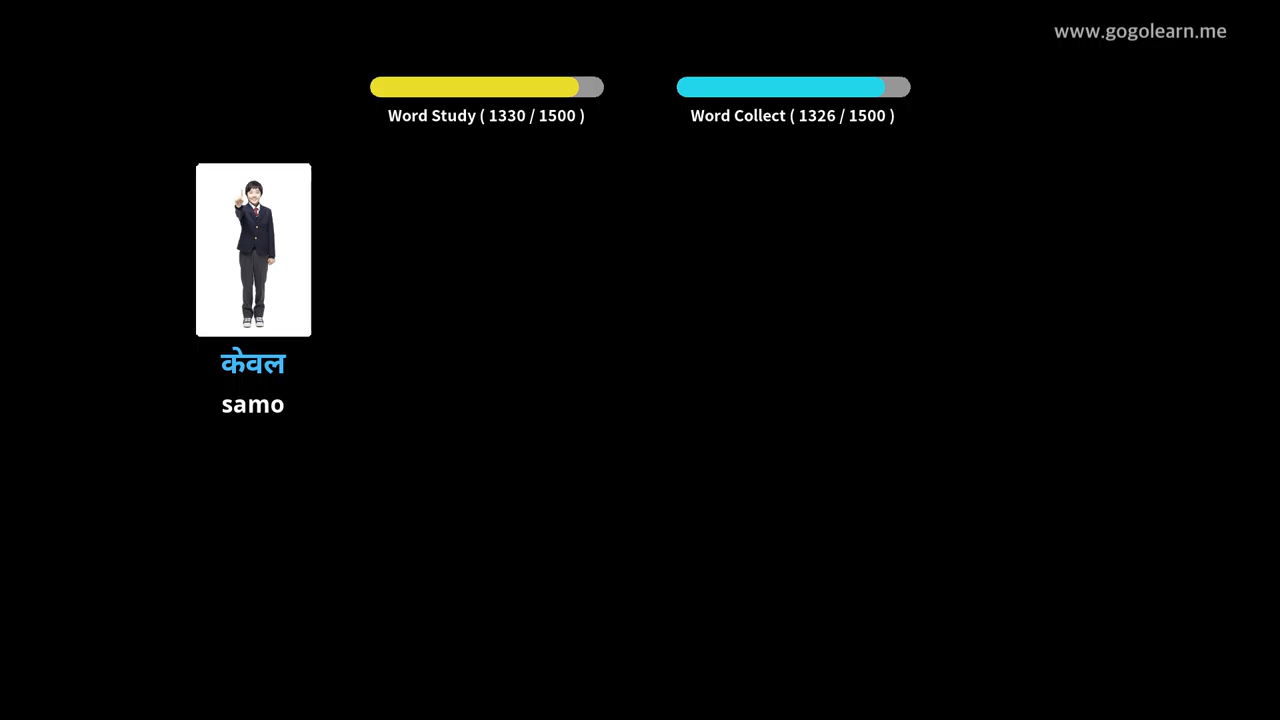 www.gogolearn.me
Word Study ( 1330 / 1500 )
Word Collect ( 1326 / 1500 )
केवल
samo